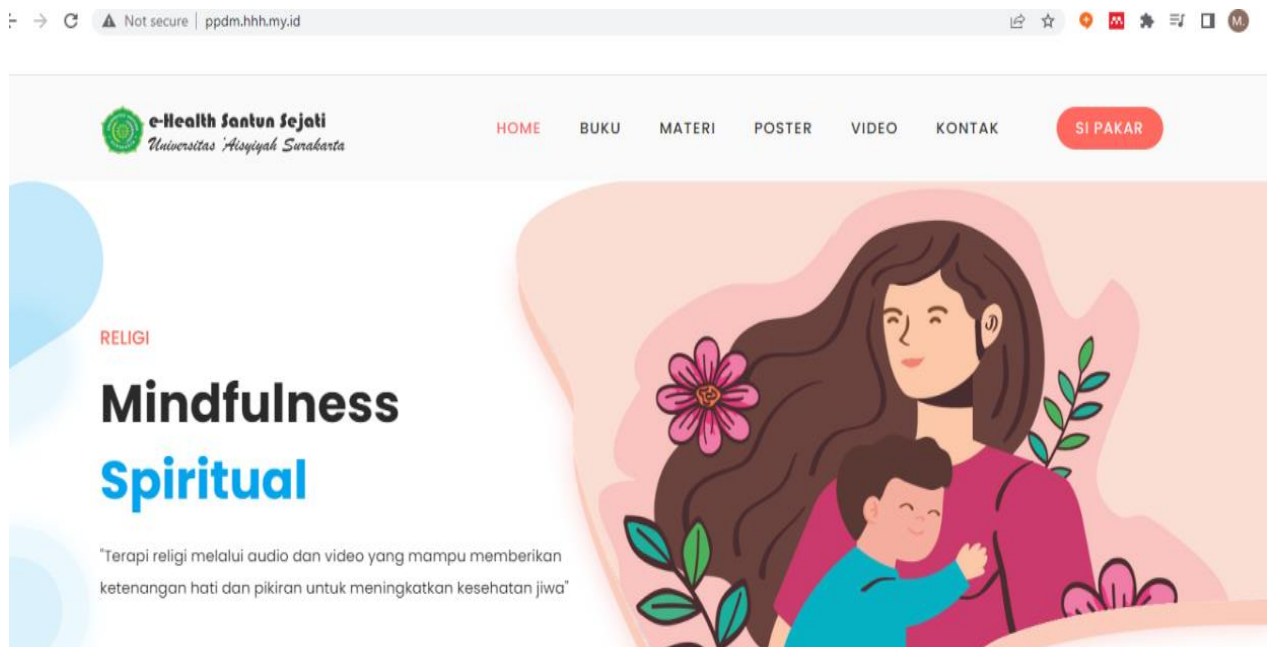 Not secure | ppdm.hhh.my.id
M.
e-Health Santun Sejati
Universitas 'Aisyiyah Surakarta
HOME BUKU MATERI POSTER VIDEO KONTAK SI PAKAR
RELIGI
Mindfulness
Spiritual
"Terapi religi melalui audio dan video yang mampu memberikan
ketenangan hati dan pikiran untuk meningkatkan kesehatan jiwa"